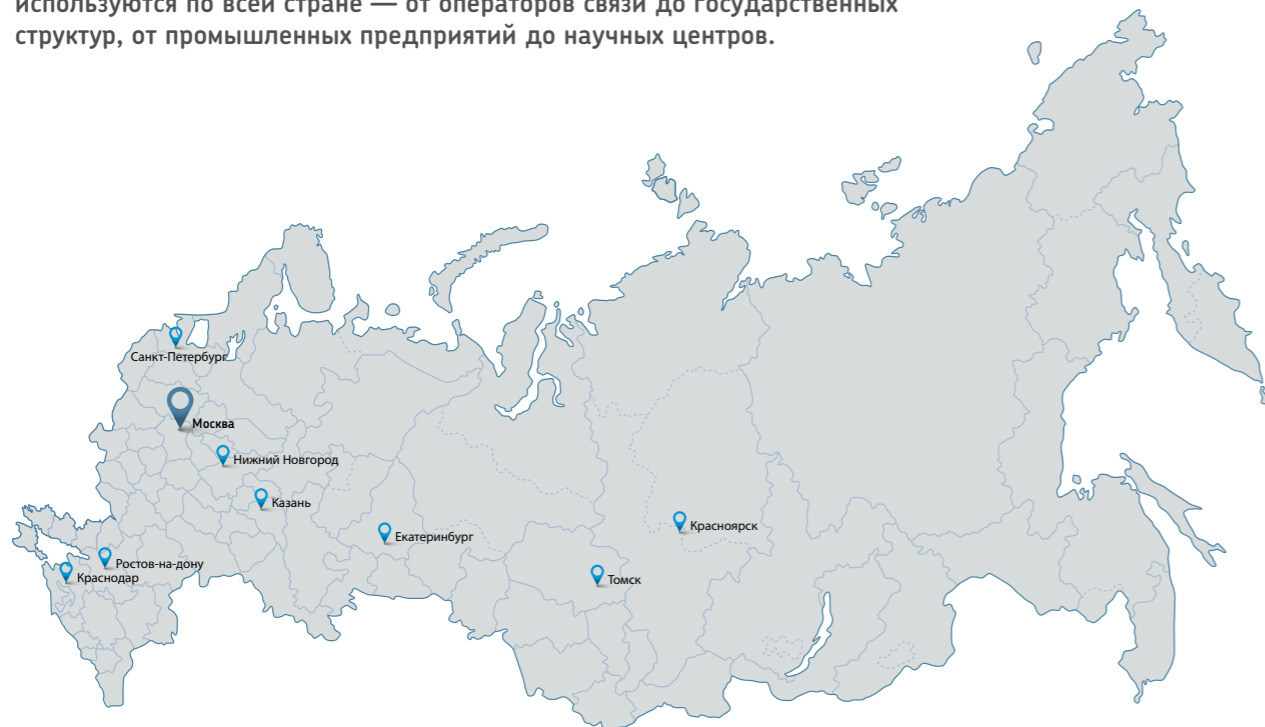 используются по всей стране — от операторов связи до государственных
структур, от промышленных предприятий до научных центров.
Санкт-Петербург
Москва
Нижний Новгород
Казань
Екатеринбург
Красноярск
Ростов-на-дону
Краснодар
Томск